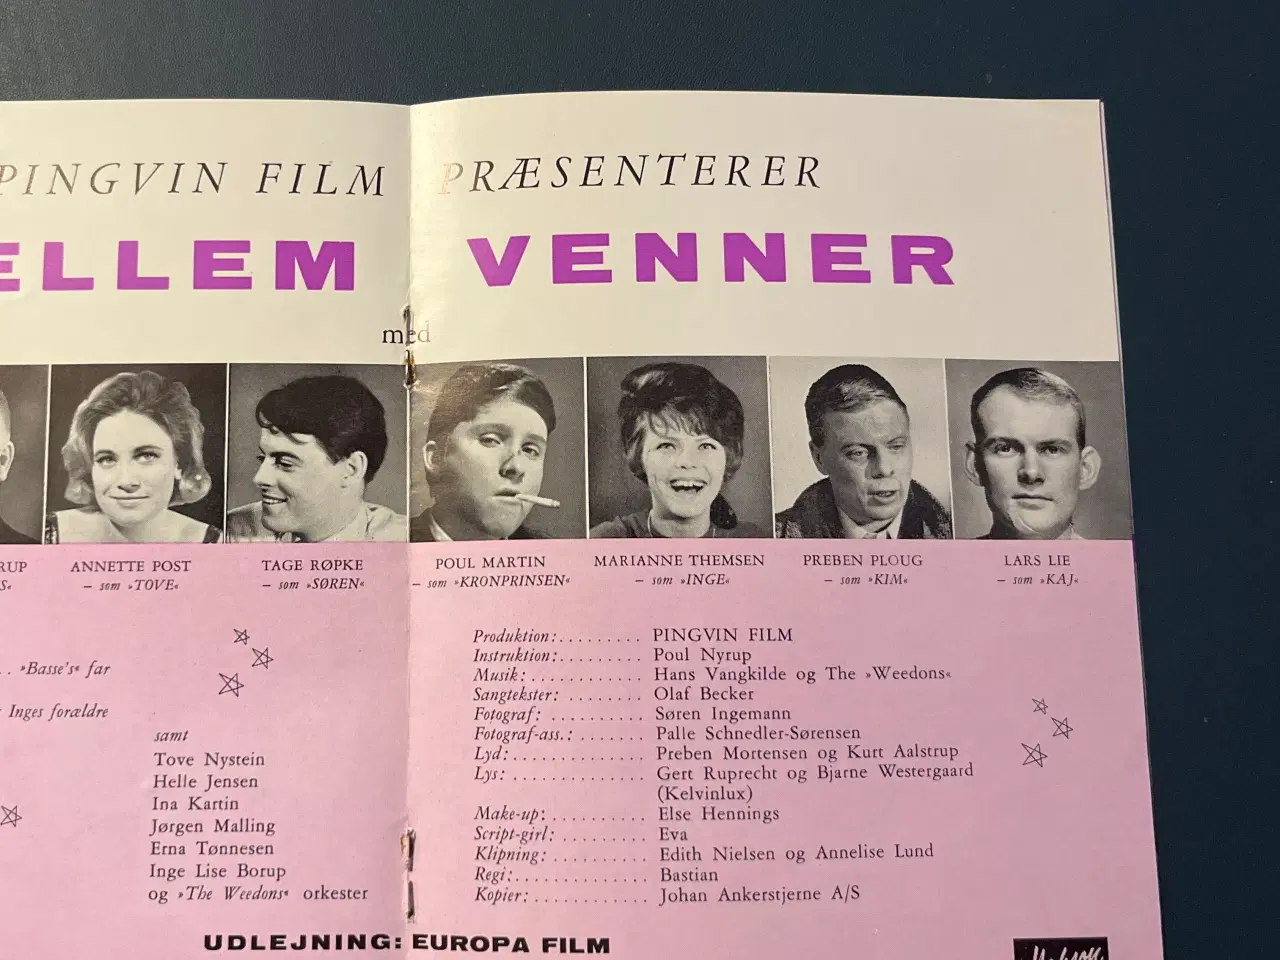 PINGVIN FILM PRÆSENTERER
ELLEM VENNER
med
RUP
S«
ANNETTE POST
– som »TOVE«
TAGE RØPKE
– som »SØREN«
POUL MARTIN
– som »KRONPRINSEN«
MARIANNE THEMSEN
– som »INGE«
PREBEN PLOUG
– som »KIM«
LARS LIE
– som »KAJ«
. . »Basse's« far
Inges forældre
samt
Tove Nystein
Helle Jensen
Ina Kartin
Jørgen Malling
Erna Tønnesen
Inge Lise Borup
og »The Weedons« orkester
Produktion:......... PINGVIN FILM
Instruktion:......... Poul Nyrup
Musik:............ Hans Vangkilde og The »Weedons«
Sangtekster:........ Olaf Becker
Fotograf:.......... Søren Ingemann
Fotograf-ass.:....... Palle Schnedler-Sørensen
Lyd:.............. Preben Mortensen og Kurt Aalstrup
Lys:.............. Gert Ruprecht og Bjarne Westergaard
(Kelvinlux)
Make-up:.......... Else Hennings
Script-girl:......... Eva
Klipning:.......... Edith Nielsen og Annelise Lund
Regi:.............. Bastian
Kopier:............ Johan Ankerstjerne A/S
UDLEJNING: EUROPA FILM